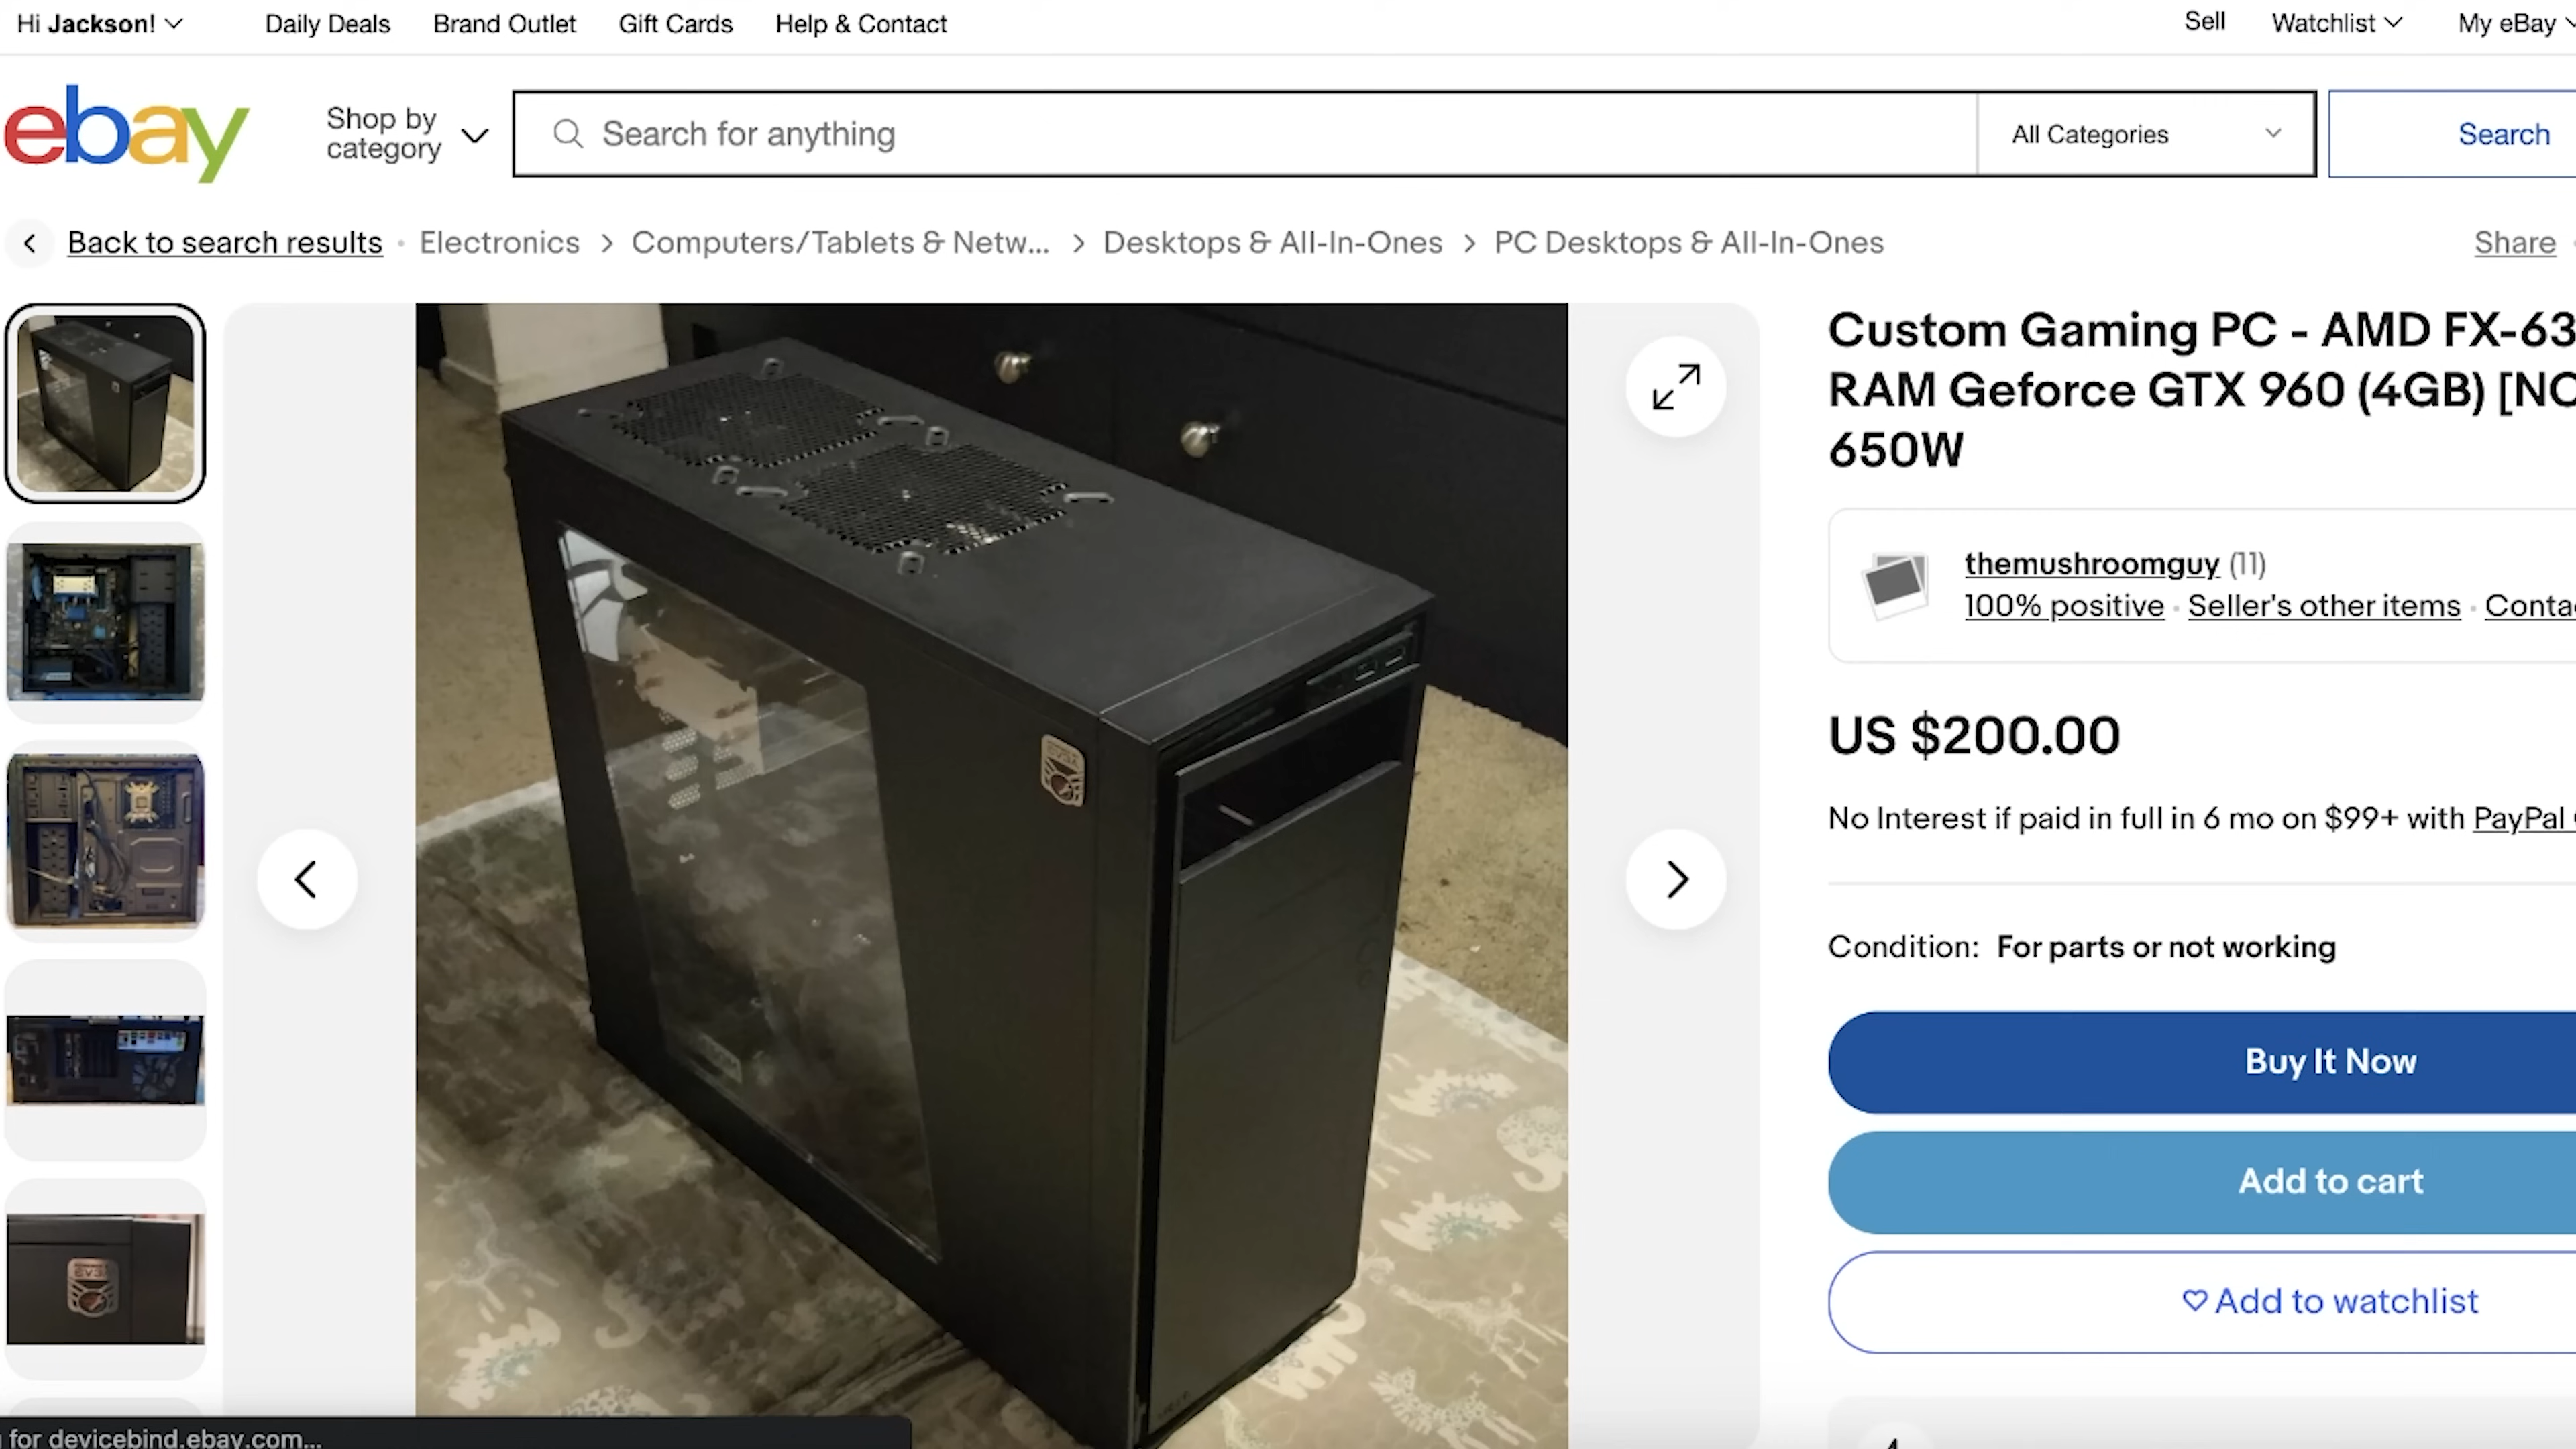 Hi Jackson! Daily Deals Brand Outlet Gift Cards Help & Contact Sell Watchlist My eBay
ebay
Shop by category
Search for anything
All Categories
Search
Back to search results · Electronics > Computers/Tablets & Netw... > Desktops & All-In-Ones > PC Desktops & All-In-Ones
Share
Custom Gaming PC - AMD FX-63
RAM Geforce GTX 960 (4GB) [NO
650W
themushroomguy (11)
100% positive · Seller's other items · Conta
US $200.00
No Interest if paid in full in 6 mo on $99+ with PayPal
Condition: For parts or not working
Buy It Now
Add to cart
Add to watchlist
EVGA
for devicebind.ebay.com...